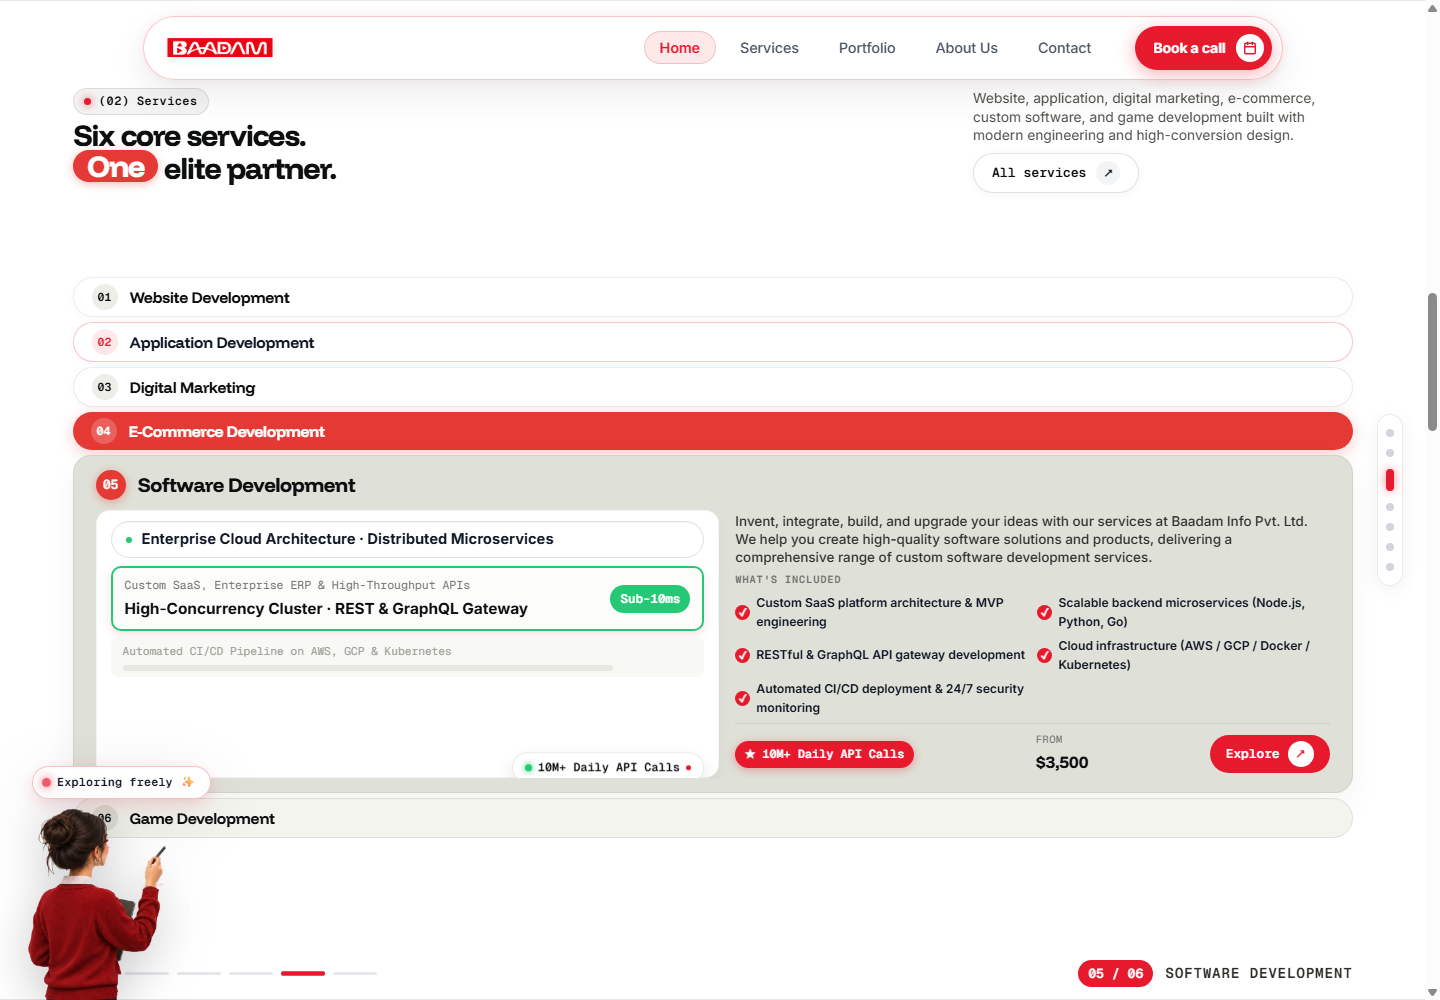 BAADAM
Home
Services
Portfolio
About Us
Contact
Book a call
(02) Services
Six core services.
One elite partner.
Website, application, digital marketing, e-commerce,
custom software, and game development built with
modern engineering and high-conversion design.
All services ↗
01 Website Development
02 Application Development
03 Digital Marketing
04 E-Commerce Development
05 Software Development
Enterprise Cloud Architecture · Distributed Microservices
Custom SaaS, Enterprise ERP & High-Throughput APIs
High-Concurrency Cluster · REST & GraphQL Gateway
Sub-10ms
Automated CI/CD Pipeline on AWS, GCP & Kubernetes
10M+ Daily API Calls
Invent, integrate, build, and upgrade your ideas with our services at Baadam Info Pvt. Ltd.
We help you create high-quality software solutions and products, delivering a
comprehensive range of custom software development services.
WHAT'S INCLUDED
Custom SaaS platform architecture & MVP
engineering
Scalable backend microservices (Node.js,
Python, Go)
RESTful & GraphQL API gateway development
Cloud infrastructure (AWS / GCP / Docker /
Kubernetes)
Automated CI/CD deployment & 24/7 security
monitoring
★ 10M+ Daily API Calls
FROM
$3,500
Explore ↗
Exploring freely ✨
06 Game Development
05 / 06 SOFTWARE DEVELOPMENT